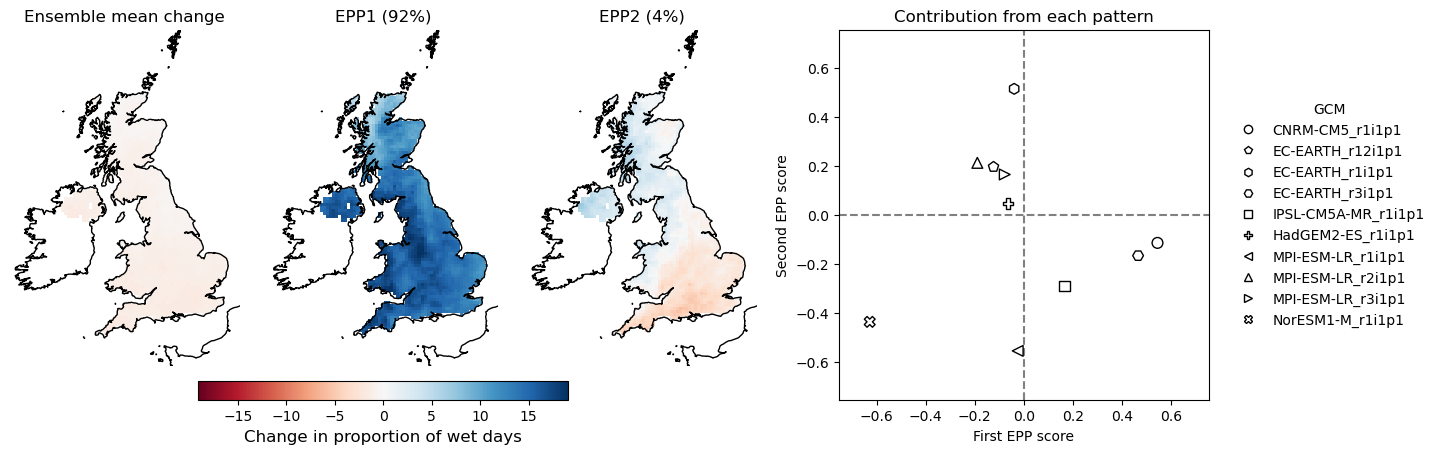 Ensemble mean change
EPP1 (92%)
EPP2 (4%)
−15 −10 −5 0 5 10 15
Change in proportion of wet days
Contribution from each pattern
Second EPP score
0.6
0.4
0.2
0.0
−0.2
−0.4
−0.6
−0.6 −0.4 −0.2 0.0 0.2 0.4 0.6
First EPP score
GCM
CNRM-CM5_r1i1p1
EC-EARTH_r12i1p1
EC-EARTH_r1i1p1
EC-EARTH_r3i1p1
IPSL-CM5A-MR_r1i1p1
HadGEM2-ES_r1i1p1
MPI-ESM-LR_r1i1p1
MPI-ESM-LR_r2i1p1
MPI-ESM-LR_r3i1p1
NorESM1-M_r1i1p1